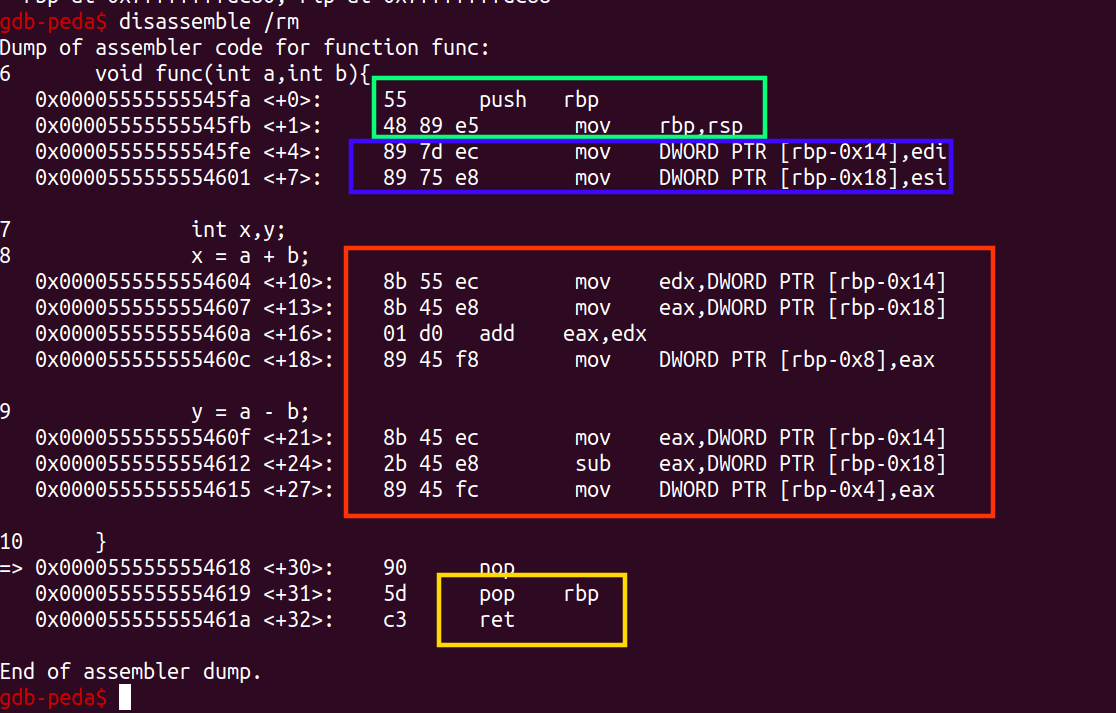 gdb-peda$ disassemble /rm
Dump of assembler code for function func:
6       void func(int a,int b){
   0x00005555555545fa <+0>:     55      push   rbp
   0x00005555555545fb <+1>:     48 89 e5        mov    rbp,rsp
   0x00005555555545fe <+4>:     89 7d ec        mov    DWORD PTR [rbp-0x14],edi
   0x0000555555554601 <+7>:     89 75 e8        mov    DWORD PTR [rbp-0x18],esi
7               int x,y;
8               x = a + b;
   0x0000555555554604 <+10>:    8b 55 ec        mov    edx,DWORD PTR [rbp-0x14]
   0x0000555555554607 <+13>:    8b 45 e8        mov    eax,DWORD PTR [rbp-0x18]
   0x000055555555460a <+16>:    01 d0   add    eax,edx
   0x000055555555460c <+18>:    89 45 f8        mov    DWORD PTR [rbp-0x8],eax
9               y = a - b;
   0x000055555555460f <+21>:    8b 45 ec        mov    eax,DWORD PTR [rbp-0x14]
   0x0000555555554612 <+24>:    2b 45 e8        sub    eax,DWORD PTR [rbp-0x18]
   0x0000555555554615 <+27>:    89 45 fc        mov    DWORD PTR [rbp-0x4],eax
10      }
=> 0x0000555555554618 <+30>:    90      nop
   0x0000555555554619 <+31>:    5d      pop    rbp
   0x000055555555461a <+32>:    c3      ret
End of assembler dump.
gdb-peda$